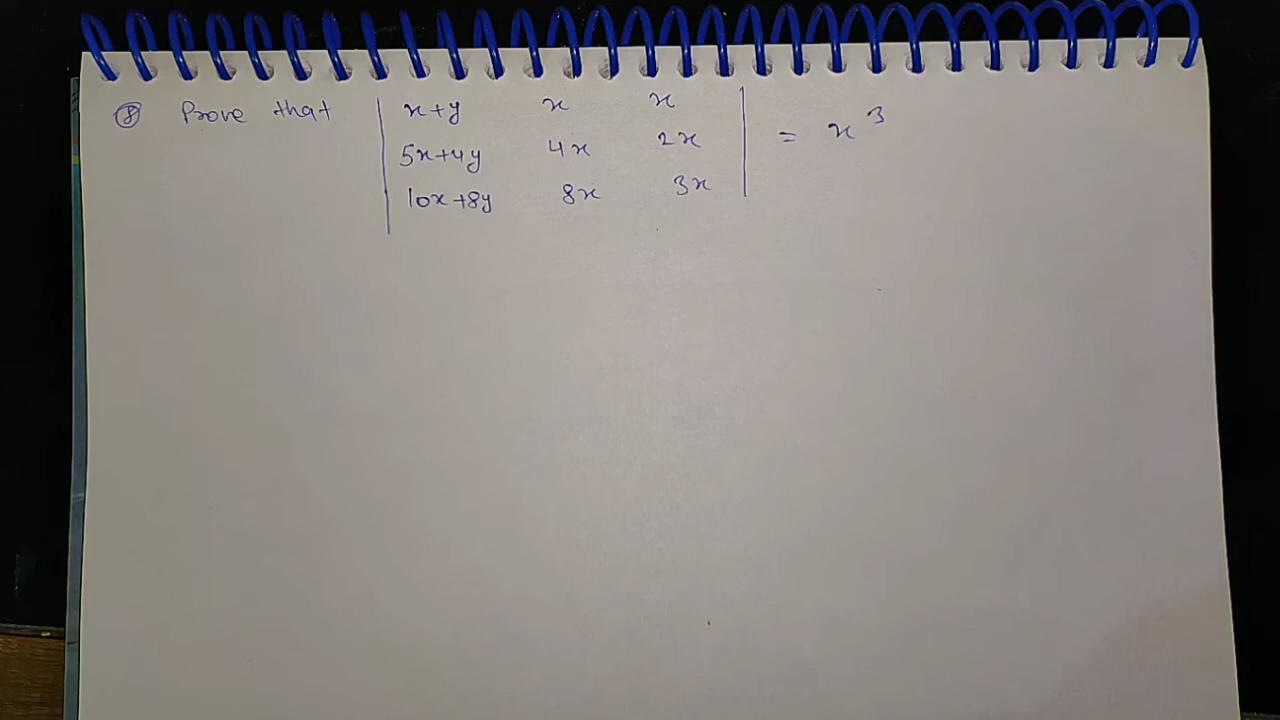 ⑧ Prove that | x+y x x | = x³
| 5x+4y 4x 2x |
| 10x+8y 8x 3x |